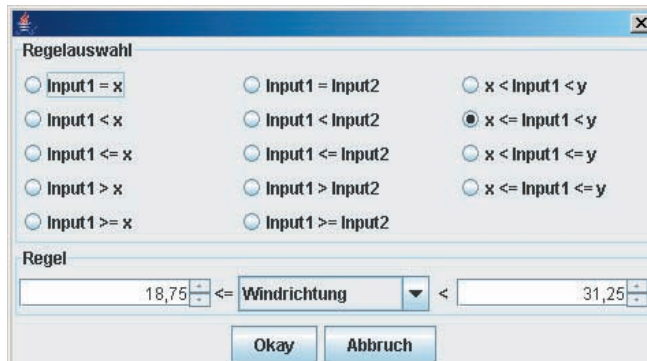 Regelauswahl
Input1 = x
Input1 = Input2
x < Input1 < y
Input1 < x
Input1 < Input2
x <= Input1 < y
Input1 <= x
Input1 <= Input2
x < Input1 <= y
Input1 > x
Input1 > Input2
x <= Input1 <= y
Input1 >= x
Input1 >= Input2
Regel
18,75 <= Windrichtung < 31,25
Okay Abbruch